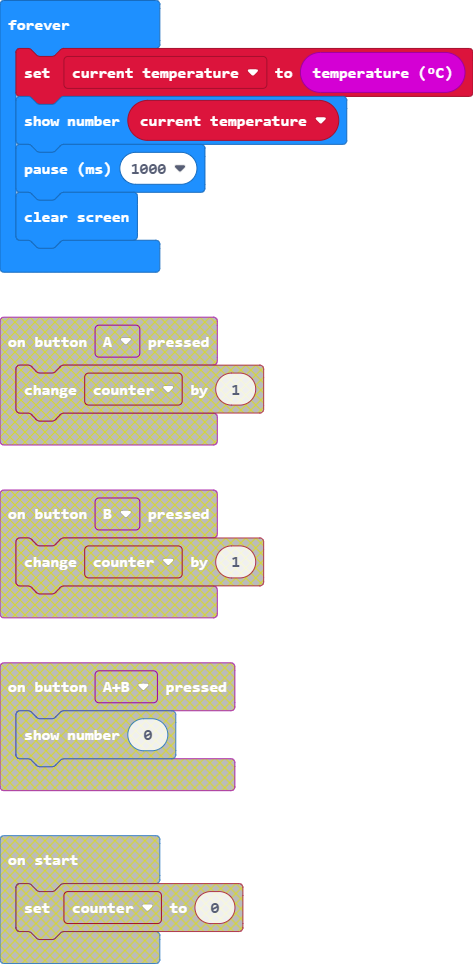 forever
set current temperature to temperature (°C)
show number current temperature
pause (ms) 1000
clear screen
on button A pressed
change counter by 1
on button B pressed
change counter by 1
on button A+B pressed
show number 0
on start
set counter to 0